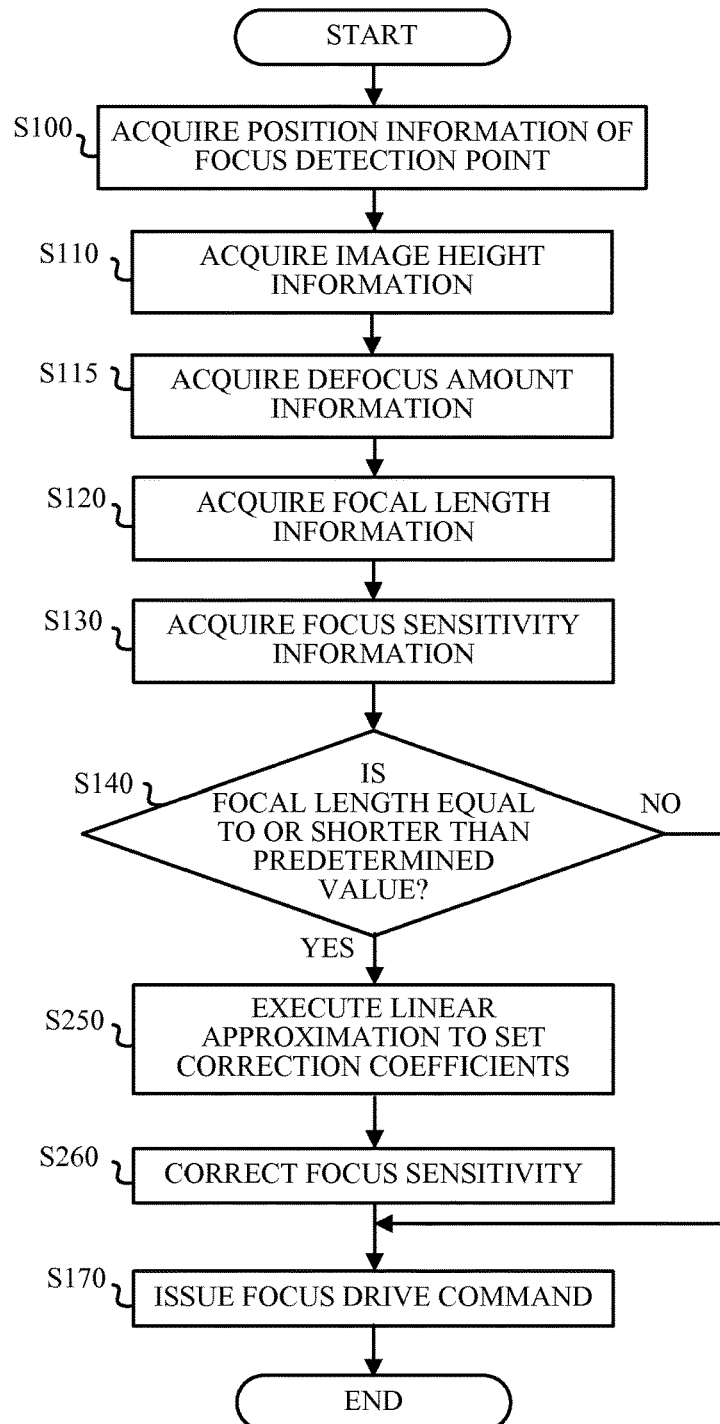 START
S100
ACQUIRE POSITION INFORMATION OF
FOCUS DETECTION POINT
S110
ACQUIRE IMAGE HEIGHT
INFORMATION
S115
ACQUIRE DEFOCUS AMOUNT
INFORMATION
S120
ACQUIRE FOCAL LENGTH
INFORMATION
S130
ACQUIRE FOCUS SENSITIVITY
INFORMATION
S140
IS
FOCAL LENGTH EQUAL
TO OR SHORTER THAN
PREDETERMINED
VALUE?
NO
YES
S250
EXECUTE LINEAR
APPROXIMATION TO SET
CORRECTION COEFFICIENTS
S260
CORRECT FOCUS SENSITIVITY
S170
ISSUE FOCUS DRIVE COMMAND
END